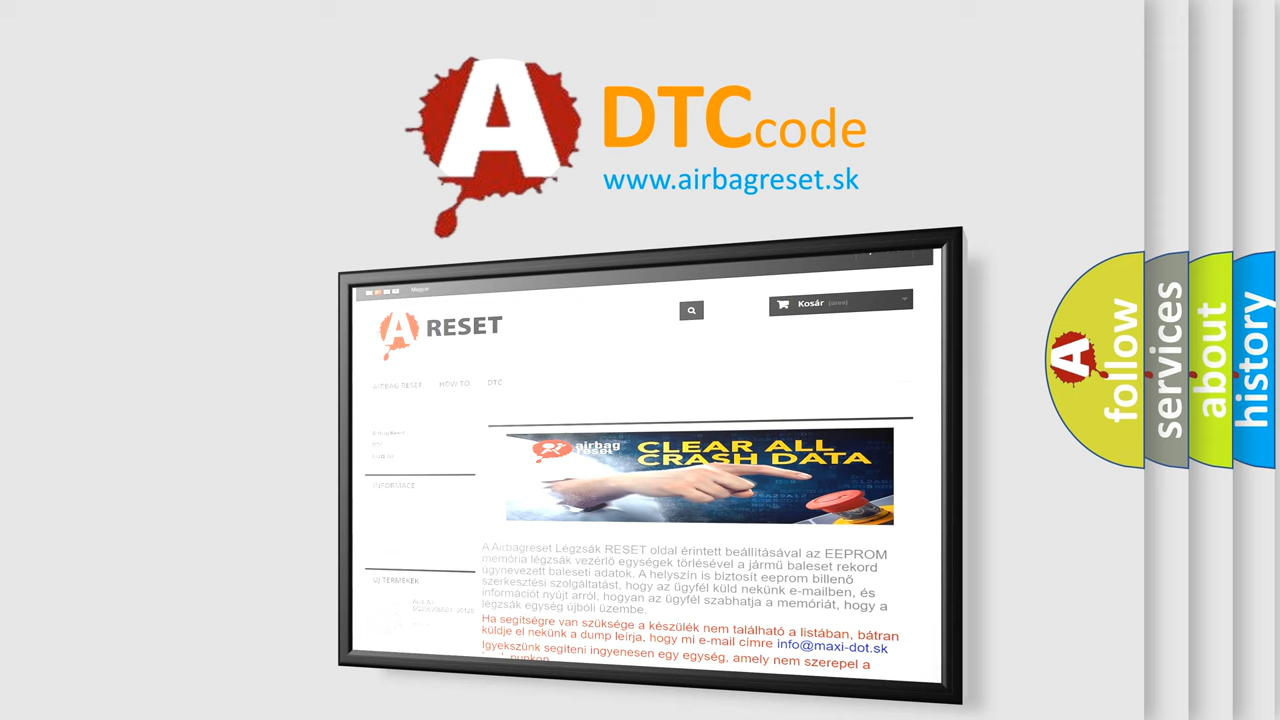 A
DTCcode
www.airbagreset.sk
Magyar
A RESET
Kosár (üres)
AIRBAG RESET HOW TO DTC
INFORMACE
airbag
reset
CLEAR ALL
CRASH DATA
A Airbagreset Légzsák RESET oldal érintett beállításával az EEPROM
memória légzsák vezérlő egységek törlésével a jármű baleset rekord
úgynevezett baleseti adatok. A helyszín is biztosít eeprom billenő
szerkesztési szolgáltatást, hogy az ügyfél küld nekünk e-mailben, és
információt nyújt arról, hogyan az ügyfél szabhatja a memóriát, hogy a
légzsák egység újbóli üzembe.
Ha segítségre van szüksége a készülék nem található a listában, bátran
küldje el nekünk a dump leírja, hogy mi e-mail címre info@maxi-dot.sk
Igyekszünk segíteni ingyenesen egy egység, amely nem szerepel a
ÚJ TERMÉKEK
A
follow
services
about
history